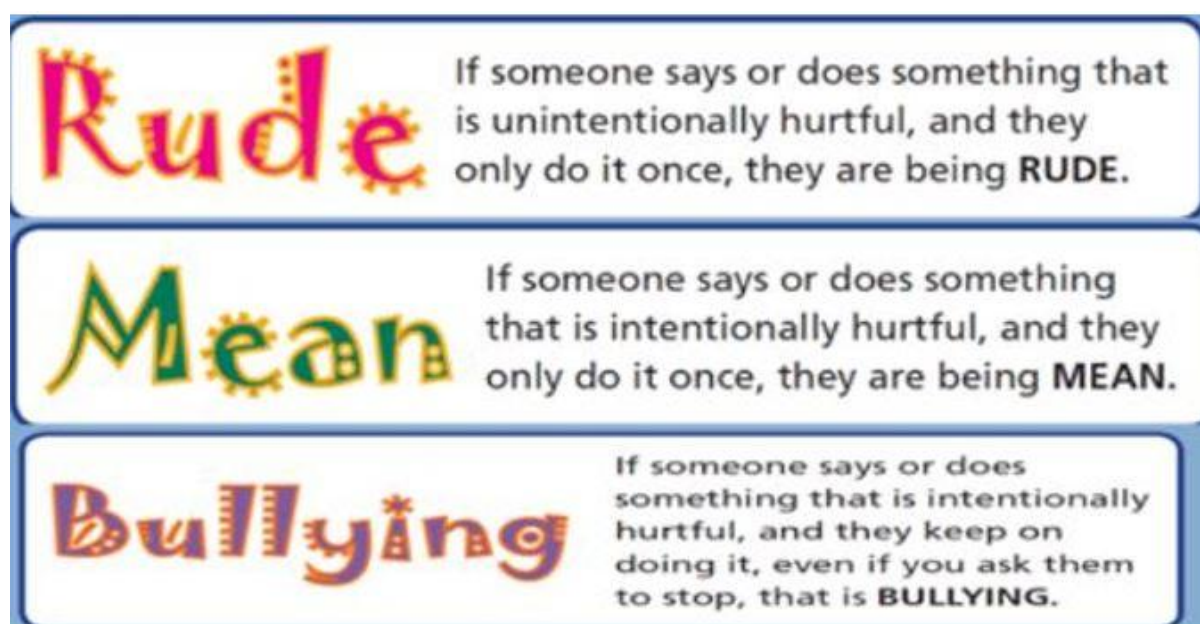 Rude
If someone says or does something that
is unintentionally hurtful, and they
only do it once, they are being RUDE.
Mean
If someone says or does something
that is intentionally hurtful, and they
only do it once, they are being MEAN.
Bullying
If someone says or does
something that is intentionally
hurtful, and they keep on
doing it, even if you ask them
to stop, that is BULLYING.